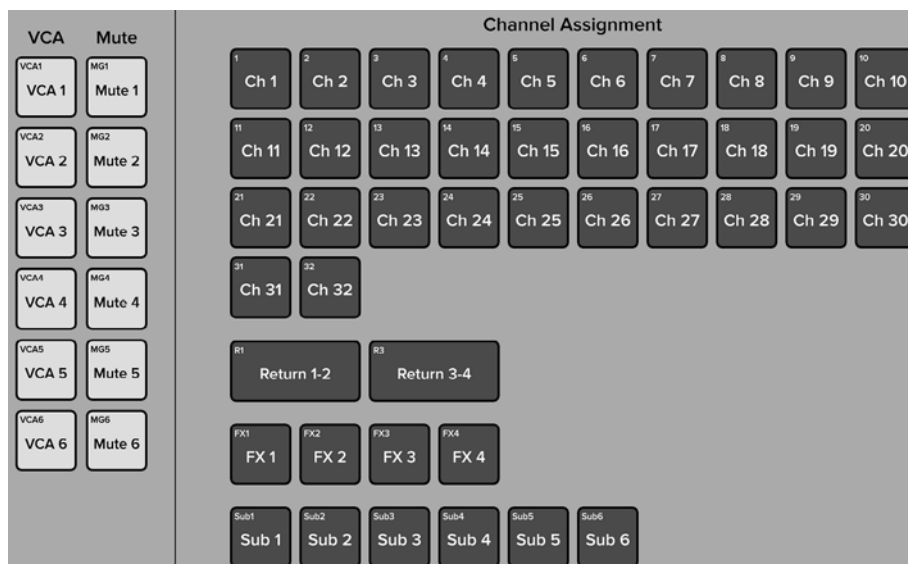 Channel Assignment
VCA Mute
VCA1 MG1
VCA 1 Mute 1
VCA2 MG2
VCA 2 Mute 2
VCA3 MG3
VCA 3 Mute 3
VCA4 MG4
VCA 4 Mute 4
VCA5 MG5
VCA 5 Mute 5
VCA6 MG6
VCA 6 Mute 6
1 2 3 4 5 6 7 8 9 10
Ch 1 Ch 2 Ch 3 Ch 4 Ch 5 Ch 6 Ch 7 Ch 8 Ch 9 Ch 10
11 12 13 14 15 16 17 18 19 20
Ch 11 Ch 12 Ch 13 Ch 14 Ch 15 Ch 16 Ch 17 Ch 18 Ch 19 Ch 20
21 22 23 24 25 26 27 28 29 30
Ch 21 Ch 22 Ch 23 Ch 24 Ch 25 Ch 26 Ch 27 Ch 28 Ch 29 Ch 30
31 32
Ch 31 Ch 32
R1 R3
Return 1-2 Return 3-4
FX1 FX2 FX3 FX4
FX 1 FX 2 FX 3 FX 4
Sub1 Sub2 Sub3 Sub4 Sub5 Sub6
Sub 1 Sub 2 Sub 3 Sub 4 Sub 5 Sub 6